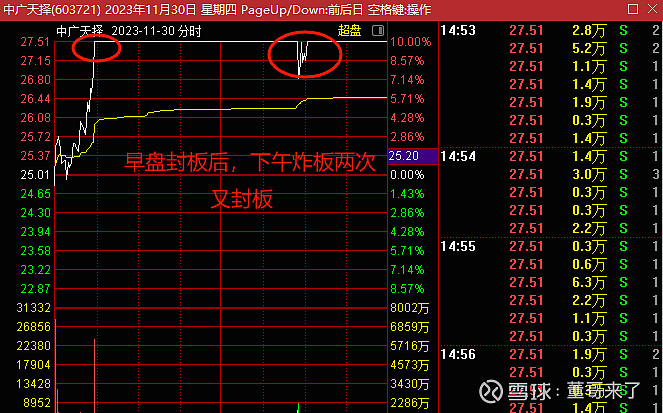 中广天择(603721) 2023年11月30日 星期四 PageUp/Down:前后日 空格键:操作
中广天择 2023-11-30 分时 超盘
27.51 10.00%
27.15 8.57%
26.80 7.14%
26.44 5.71%
26.08 4.28%
25.72 2.86%
25.37 25.20
25.01 0.00%
24.65 1.43%
24.30 2.86%
23.94 4.28%
23.58 5.71%
23.22 7.14%
22.87 8.57%
31332 8002万
26856 6859万
22380 5716万
17904 4573万
13428 3430万
8952 2286万
早盘封板后，下午炸板两次
又封板
14:53 27.51 2.8万 S 2
27.51 5.2万 S 2
27.51 1.1万 S 1
27.51 1.4万 S 1
27.51 1.9万 S 1
27.51 0.3万 S 1
27.51 1.4万 S 1
14:54 27.51 1.4万 S 1
27.51 3.0万 S 3
27.51 0.3万 S 1
27.51 0.3万 S 1
27.51 2.2万 S 1
14:55 27.51 0.3万 S 1
27.51 0.6万 S 1
27.51 6.3万 S 1
27.51 2.2万 S 1
27.51 1.1万 S 1
27.51 0.3万 S 1
14:56 27.51 1.9万 S 2
27.51 0.3万 S 1
27.51 0.3万 S
27.51 1.4万 S 1
雪球：董哥来了